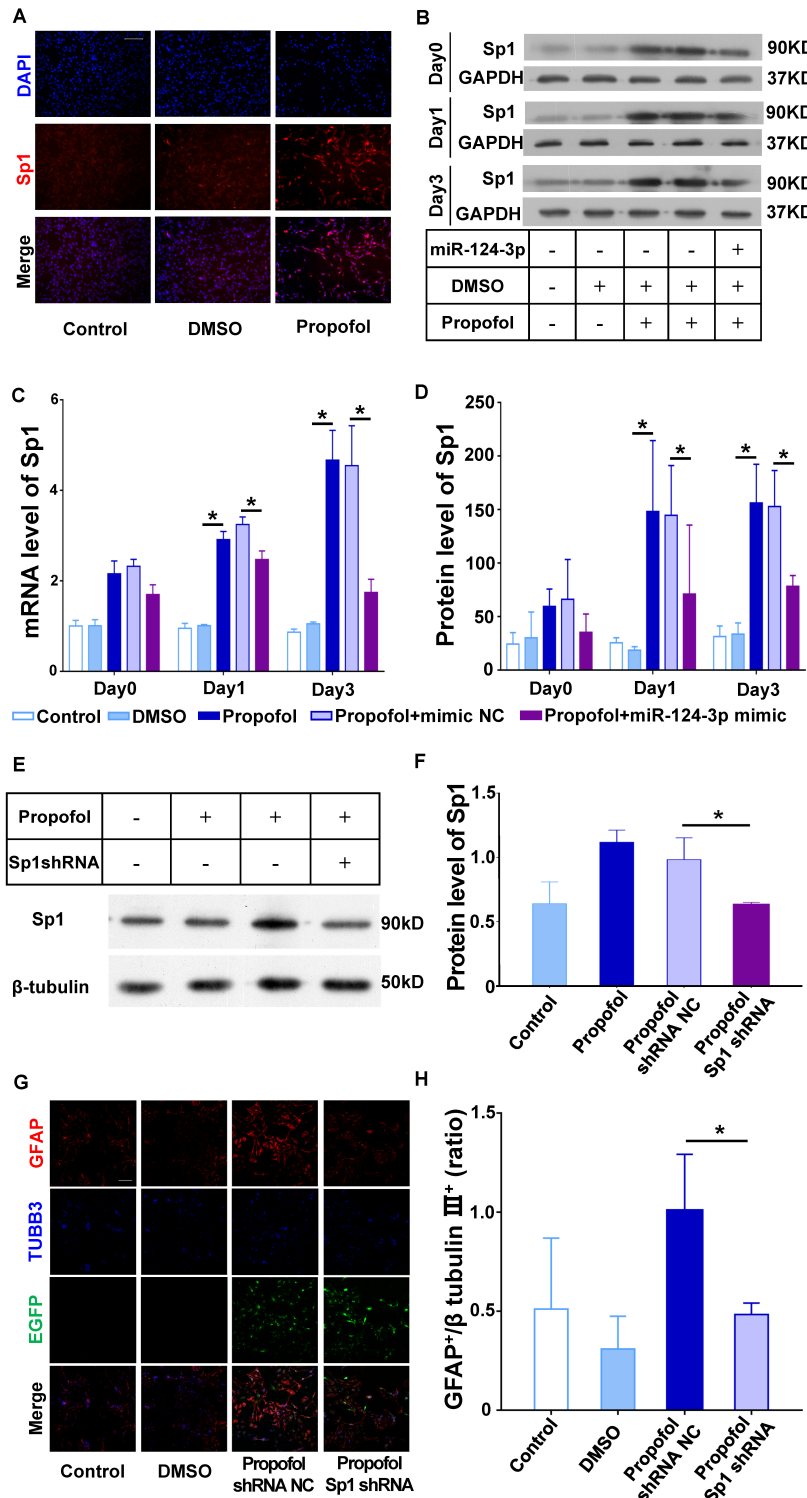 A
DAPI
Sp1
Merge
Control DMSO Propofol
B
Day0 Sp1 90KD
GAPDH 37KD
Day1 Sp1 90KD
GAPDH 37KD
Day3 Sp1 90KD
GAPDH 37KD
miR-124-3p - - - - +
DMSO - + + + +
Propofol - - + + +
C
mRNA level of Sp1
6
4
2
0
* * * *
Day0 Day1 Day3
D
Protein level of Sp1
250
200
150
100
50
0
* * * *
Day0 Day1 Day3
Control DMSO Propofol Propofol+mimic NC Propofol+miR-124-3p mimic
E
Propofol - + + +
Sp1shRNA - - - +
Sp1 90kD
β-tubulin 50kD
F
Protein level of Sp1
1.5
1.0
0.5
0
*
Control
Propofol
Propofol
shRNA NC
Propofol
Sp1 shRNA
G
GFAP
TUBB3
EGFP
Merge
Control DMSO Propofol
shRNA NC Propofol
Sp1 shRNA
H
GFAP⁺/β tubulin Ⅲ⁺ (ratio)
1.5
1.0
0.5
0
*
Control
DMSO
Propofol
shRNA NC
Propofol
Sp1 shRNA